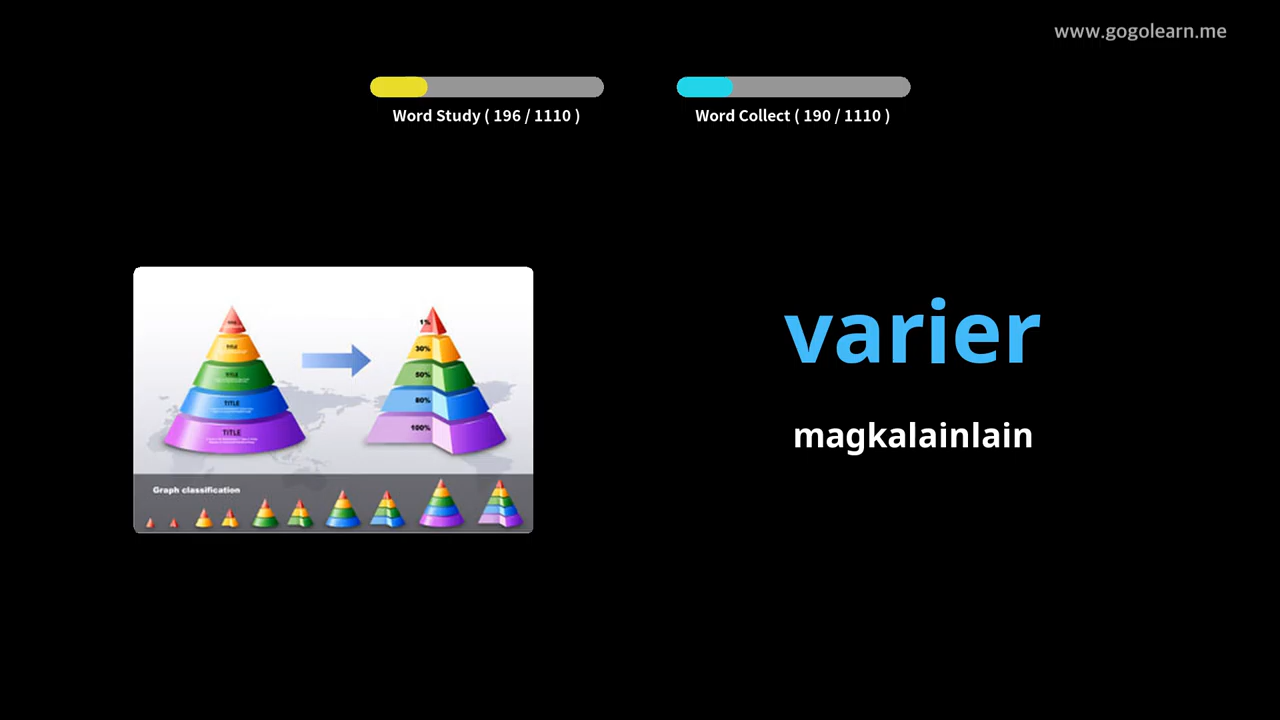 www.gogolearn.me
Word Study ( 196 / 1110 )
Word Collect ( 190 / 1110 )
varier
magkalainlain
TITLE
TITLE
TITLE
TITLE
1%
30%
50%
80%
100%
Graph classification